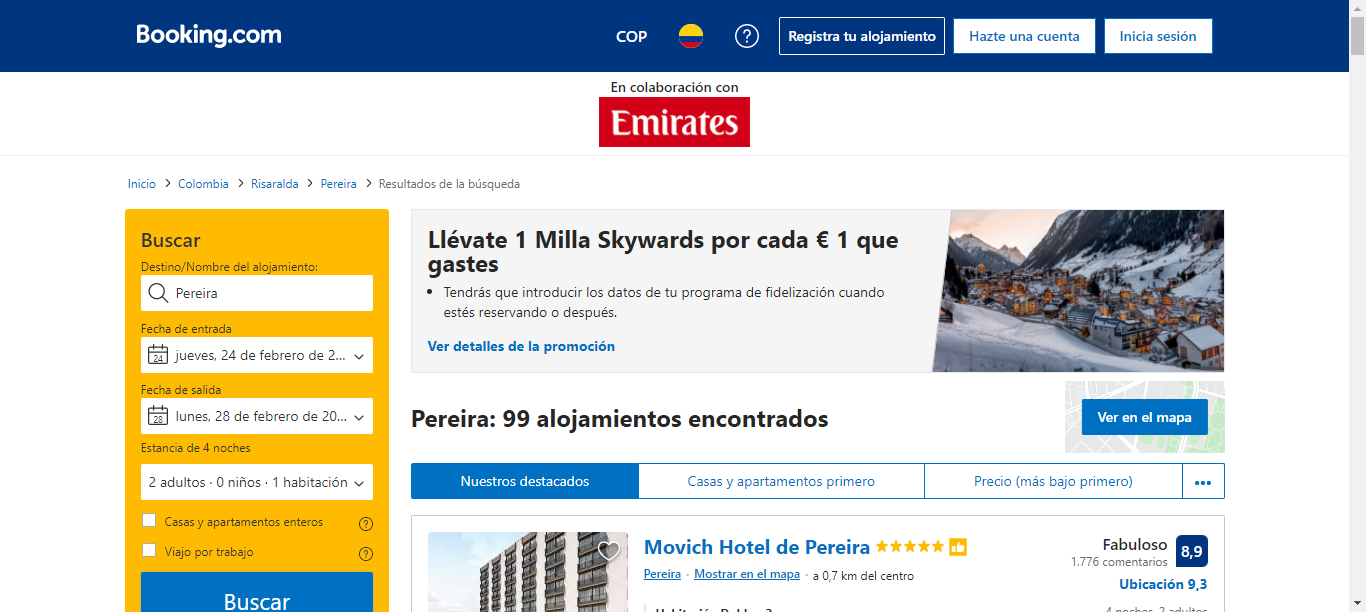 Booking.com
COP
Registra tu alojamiento
Hazte una cuenta
Inicia sesión
En colaboración con
Emirates
Inicio > Colombia > Risaralda > Pereira > Resultados de la búsqueda
Buscar
Destino/Nombre del alojamiento:
Pereira
Fecha de entrada
24 jueves, 24 de febrero de 2...
Fecha de salida
28 lunes, 28 de febrero de 20...
Estancia de 4 noches
2 adultos · 0 niños · 1 habitación
Casas y apartamentos enteros
Viajo por trabajo
Buscar
Llévate 1 Milla Skywards por cada € 1 que
gastes
• Tendrás que introducir los datos de tu programa de fidelización cuando
estés reservando o después.
Ver detalles de la promoción
Pereira: 99 alojamientos encontrados
Ver en el mapa
Nuestros destacados
Casas y apartamentos primero
Precio (más bajo primero)
Movich Hotel de Pereira
Pereira · Mostrar en el mapa · a 0,7 km del centro
Fabuloso 8,9
1.776 comentarios
Ubicación 9,3
4 noches, 2 adultos